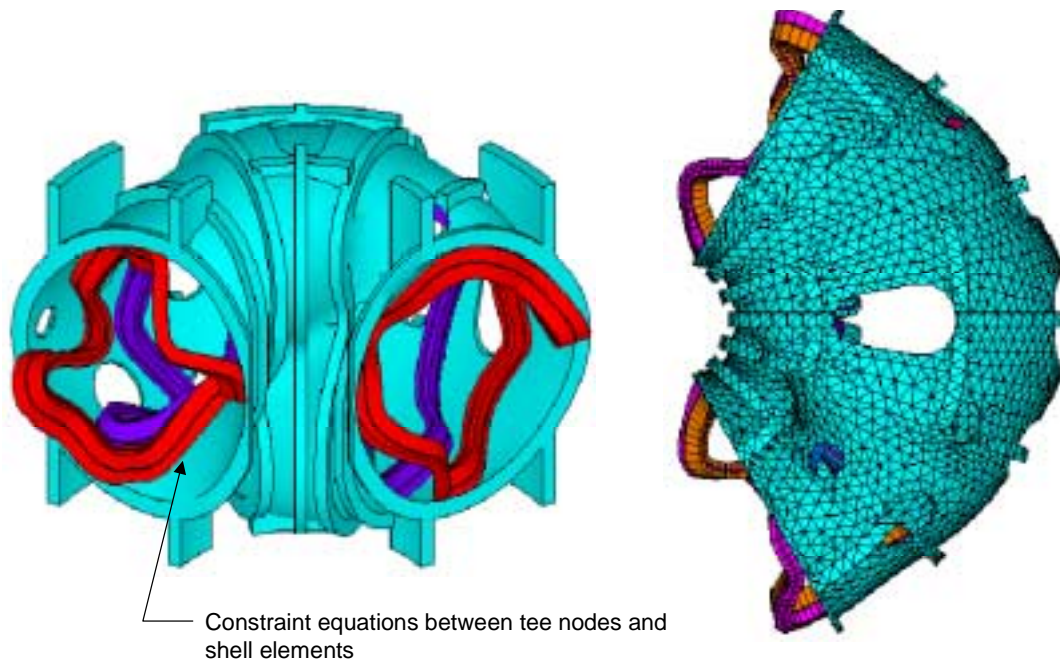 Constraint equations between tee nodes and
shell elements